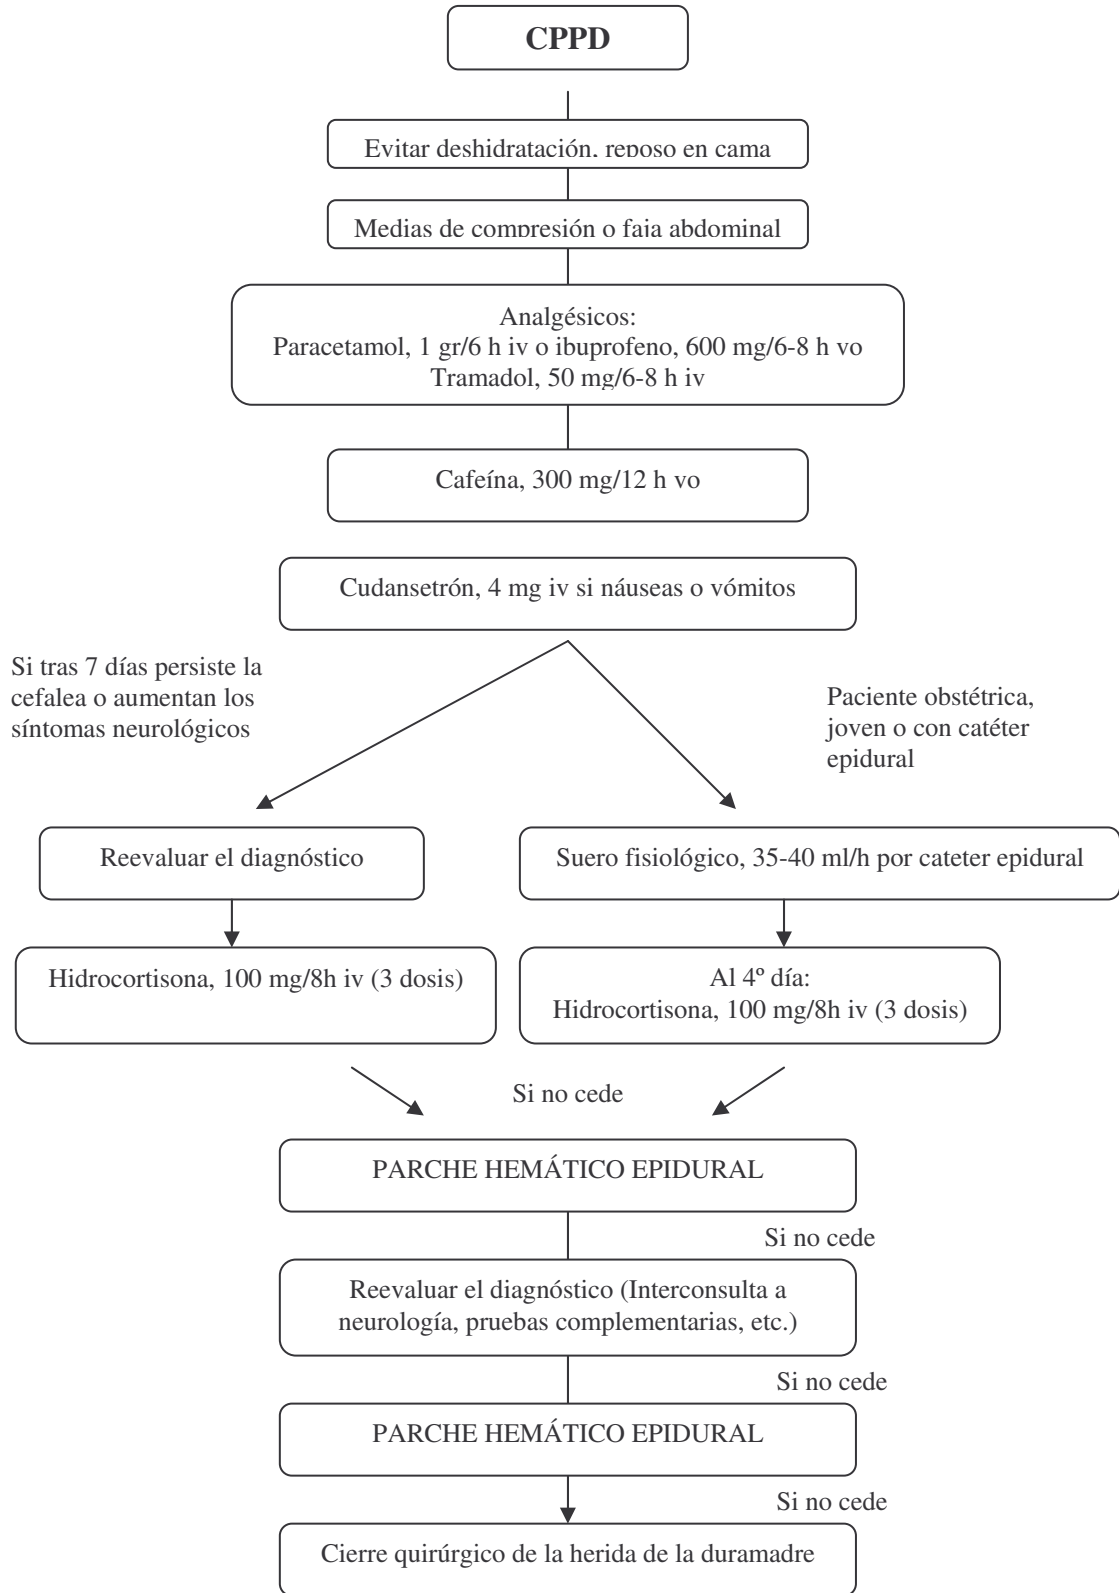 CPPD
Evitar deshidratación, reposo en cama
Medias de compresión o faja abdominal
Analgésicos:
Paracetamol, 1 gr/6 h iv o ibuprofeno, 600 mg/6-8 h vo
Tramadol, 50 mg/6-8 h iv
Cafeína, 300 mg/12 h vo
Cudansetrón, 4 mg iv si náuseas o vómitos
Si tras 7 días persiste la
cefalea o aumentan los
síntomas neurológicos
Paciente obstétrica,
joven o con catéter
epidural
Reevaluar el diagnóstico
Suero fisiológico, 35-40 ml/h por cateter epidural
Hidrocortisona, 100 mg/8h iv (3 dosis)
Al 4º día:
Hidrocortisona, 100 mg/8h iv (3 dosis)
Si no cede
PARCHE HEMÁTICO EPIDURAL
Si no cede
Reevaluar el diagnóstico (Interconsulta a
neurología, pruebas complementarias, etc.)
Si no cede
PARCHE HEMÁTICO EPIDURAL
Si no cede
Cierre quirúrgico de la herida de la duramadre